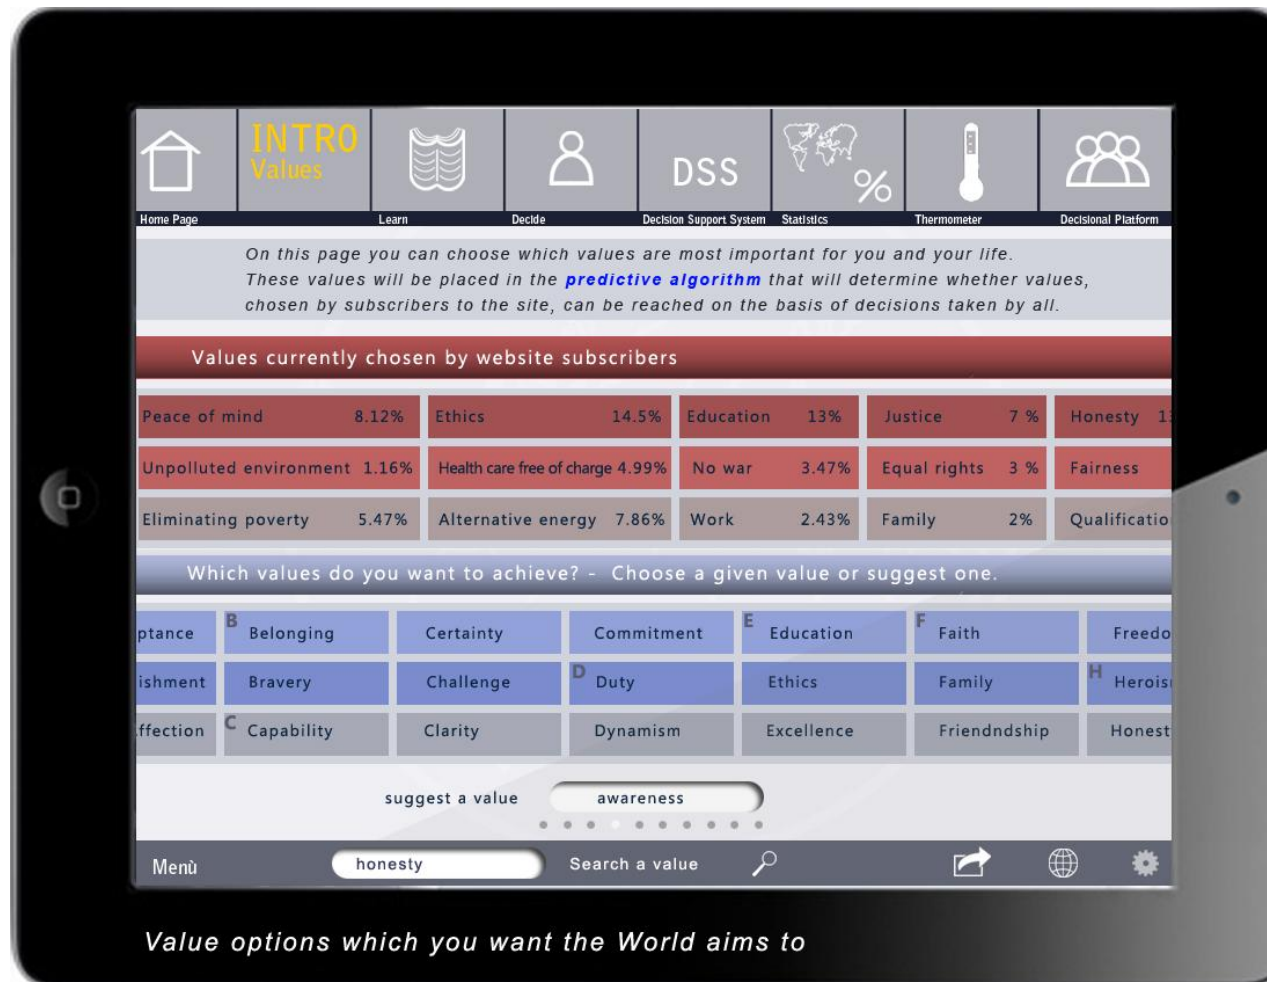 INTRO
Values
DSS
%
Home Page Learn Decide Decision Support System Statistics Thermometer Decisional Platform
On this page you can choose which values are most important for you and your life.
These values will be placed in the predictive algorithm that will determine whether values,
chosen by subscribers to the site, can be reached on the basis of decisions taken by all.
Values currently chosen by website subscribers
Peace of mind 8.12% Ethics 14.5% Education 13% Justice 7 % Honesty
Unpolluted environment 1.16% Health care free of charge 4.99% No war 3.47% Equal rights 3 % Fairness
Eliminating poverty 5.47% Alternative energy 7.86% Work 2.43% Family 2% Qualificatio
Which values do you want to achieve? - Choose a given value or suggest one.
ptance B Belonging Certainty Commitment E Education F Faith Freedo
ishment Bravery Challenge D Duty Ethics Family H Herois
ffection C Capability Clarity Dynamism Excellence Friendndship Honest
suggest a value awareness
Menù honesty Search a value
Value options which you want the World aims to